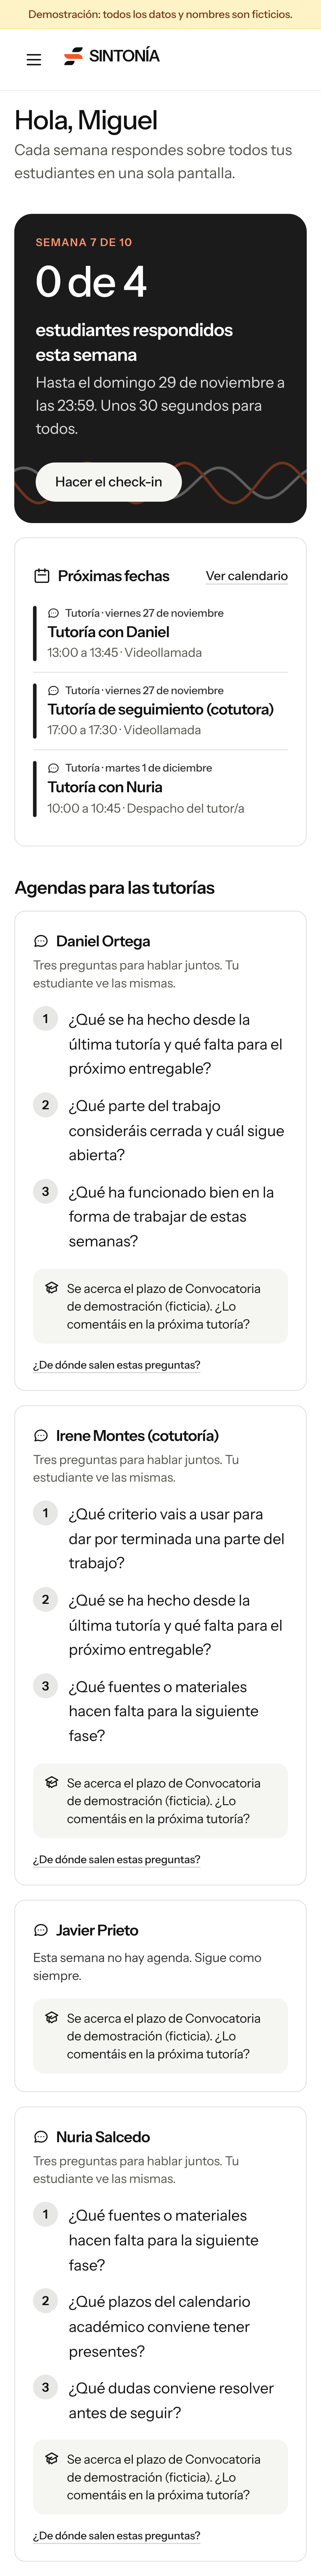 Demostración: todos los datos y nombres son ficticios.
SINTONÍA
Hola, Miguel
Cada semana respondes sobre todos tus
estudiantes en una sola pantalla.
SEMANA 7 DE 10
0 de 4
estudiantes respondidos
esta semana
Hasta el domingo 29 de noviembre a
las 23:59. Unos 30 segundos para
todos.
Hacer el check-in
Próximas fechas
Ver calendario
Tutoría · viernes 27 de noviembre
Tutoría con Daniel
13:00 a 13:45 · Videollamada
Tutoría · viernes 27 de noviembre
Tutoría de seguimiento (cotutora)
17:00 a 17:30 · Videollamada
Tutoría · martes 1 de diciembre
Tutoría con Nuria
10:00 a 10:45 · Despacho del tutor/a
Agendas para las tutorías
Daniel Ortega
Tres preguntas para hablar juntos. Tu
estudiante ve las mismas.
1 ¿Qué se ha hecho desde la
última tutoría y qué falta para el
próximo entregable?
2 ¿Qué parte del trabajo
consideráis cerrada y cuál sigue
abierta?
3 ¿Qué ha funcionado bien en la
forma de trabajar de estas
semanas?
Se acerca el plazo de Convocatoria
de demostración (ficticia). ¿Lo
comentáis en la próxima tutoría?
¿De dónde salen estas preguntas?
Irene Montes (cotutoría)
Tres preguntas para hablar juntos. Tu
estudiante ve las mismas.
1 ¿Qué criterio vais a usar para
dar por terminada una parte del
trabajo?
2 ¿Qué se ha hecho desde la
última tutoría y qué falta para el
próximo entregable?
3 ¿Qué fuentes o materiales
hacen falta para la siguiente
fase?
Se acerca el plazo de Convocatoria
de demostración (ficticia). ¿Lo
comentáis en la próxima tutoría?
¿De dónde salen estas preguntas?
Javier Prieto
Esta semana no hay agenda. Sigue como
siempre.
Se acerca el plazo de Convocatoria
de demostración (ficticia). ¿Lo
comentáis en la próxima tutoría?
Nuria Salcedo
Tres preguntas para hablar juntos. Tu
estudiante ve las mismas.
1 ¿Qué fuentes o materiales
hacen falta para la siguiente
fase?
2 ¿Qué plazos del calendario
académico conviene tener
presentes?
3 ¿Qué dudas conviene resolver
antes de seguir?
Se acerca el plazo de Convocatoria
de demostración (ficticia). ¿Lo
comentáis en la próxima tutoría?
¿De dónde salen estas preguntas?